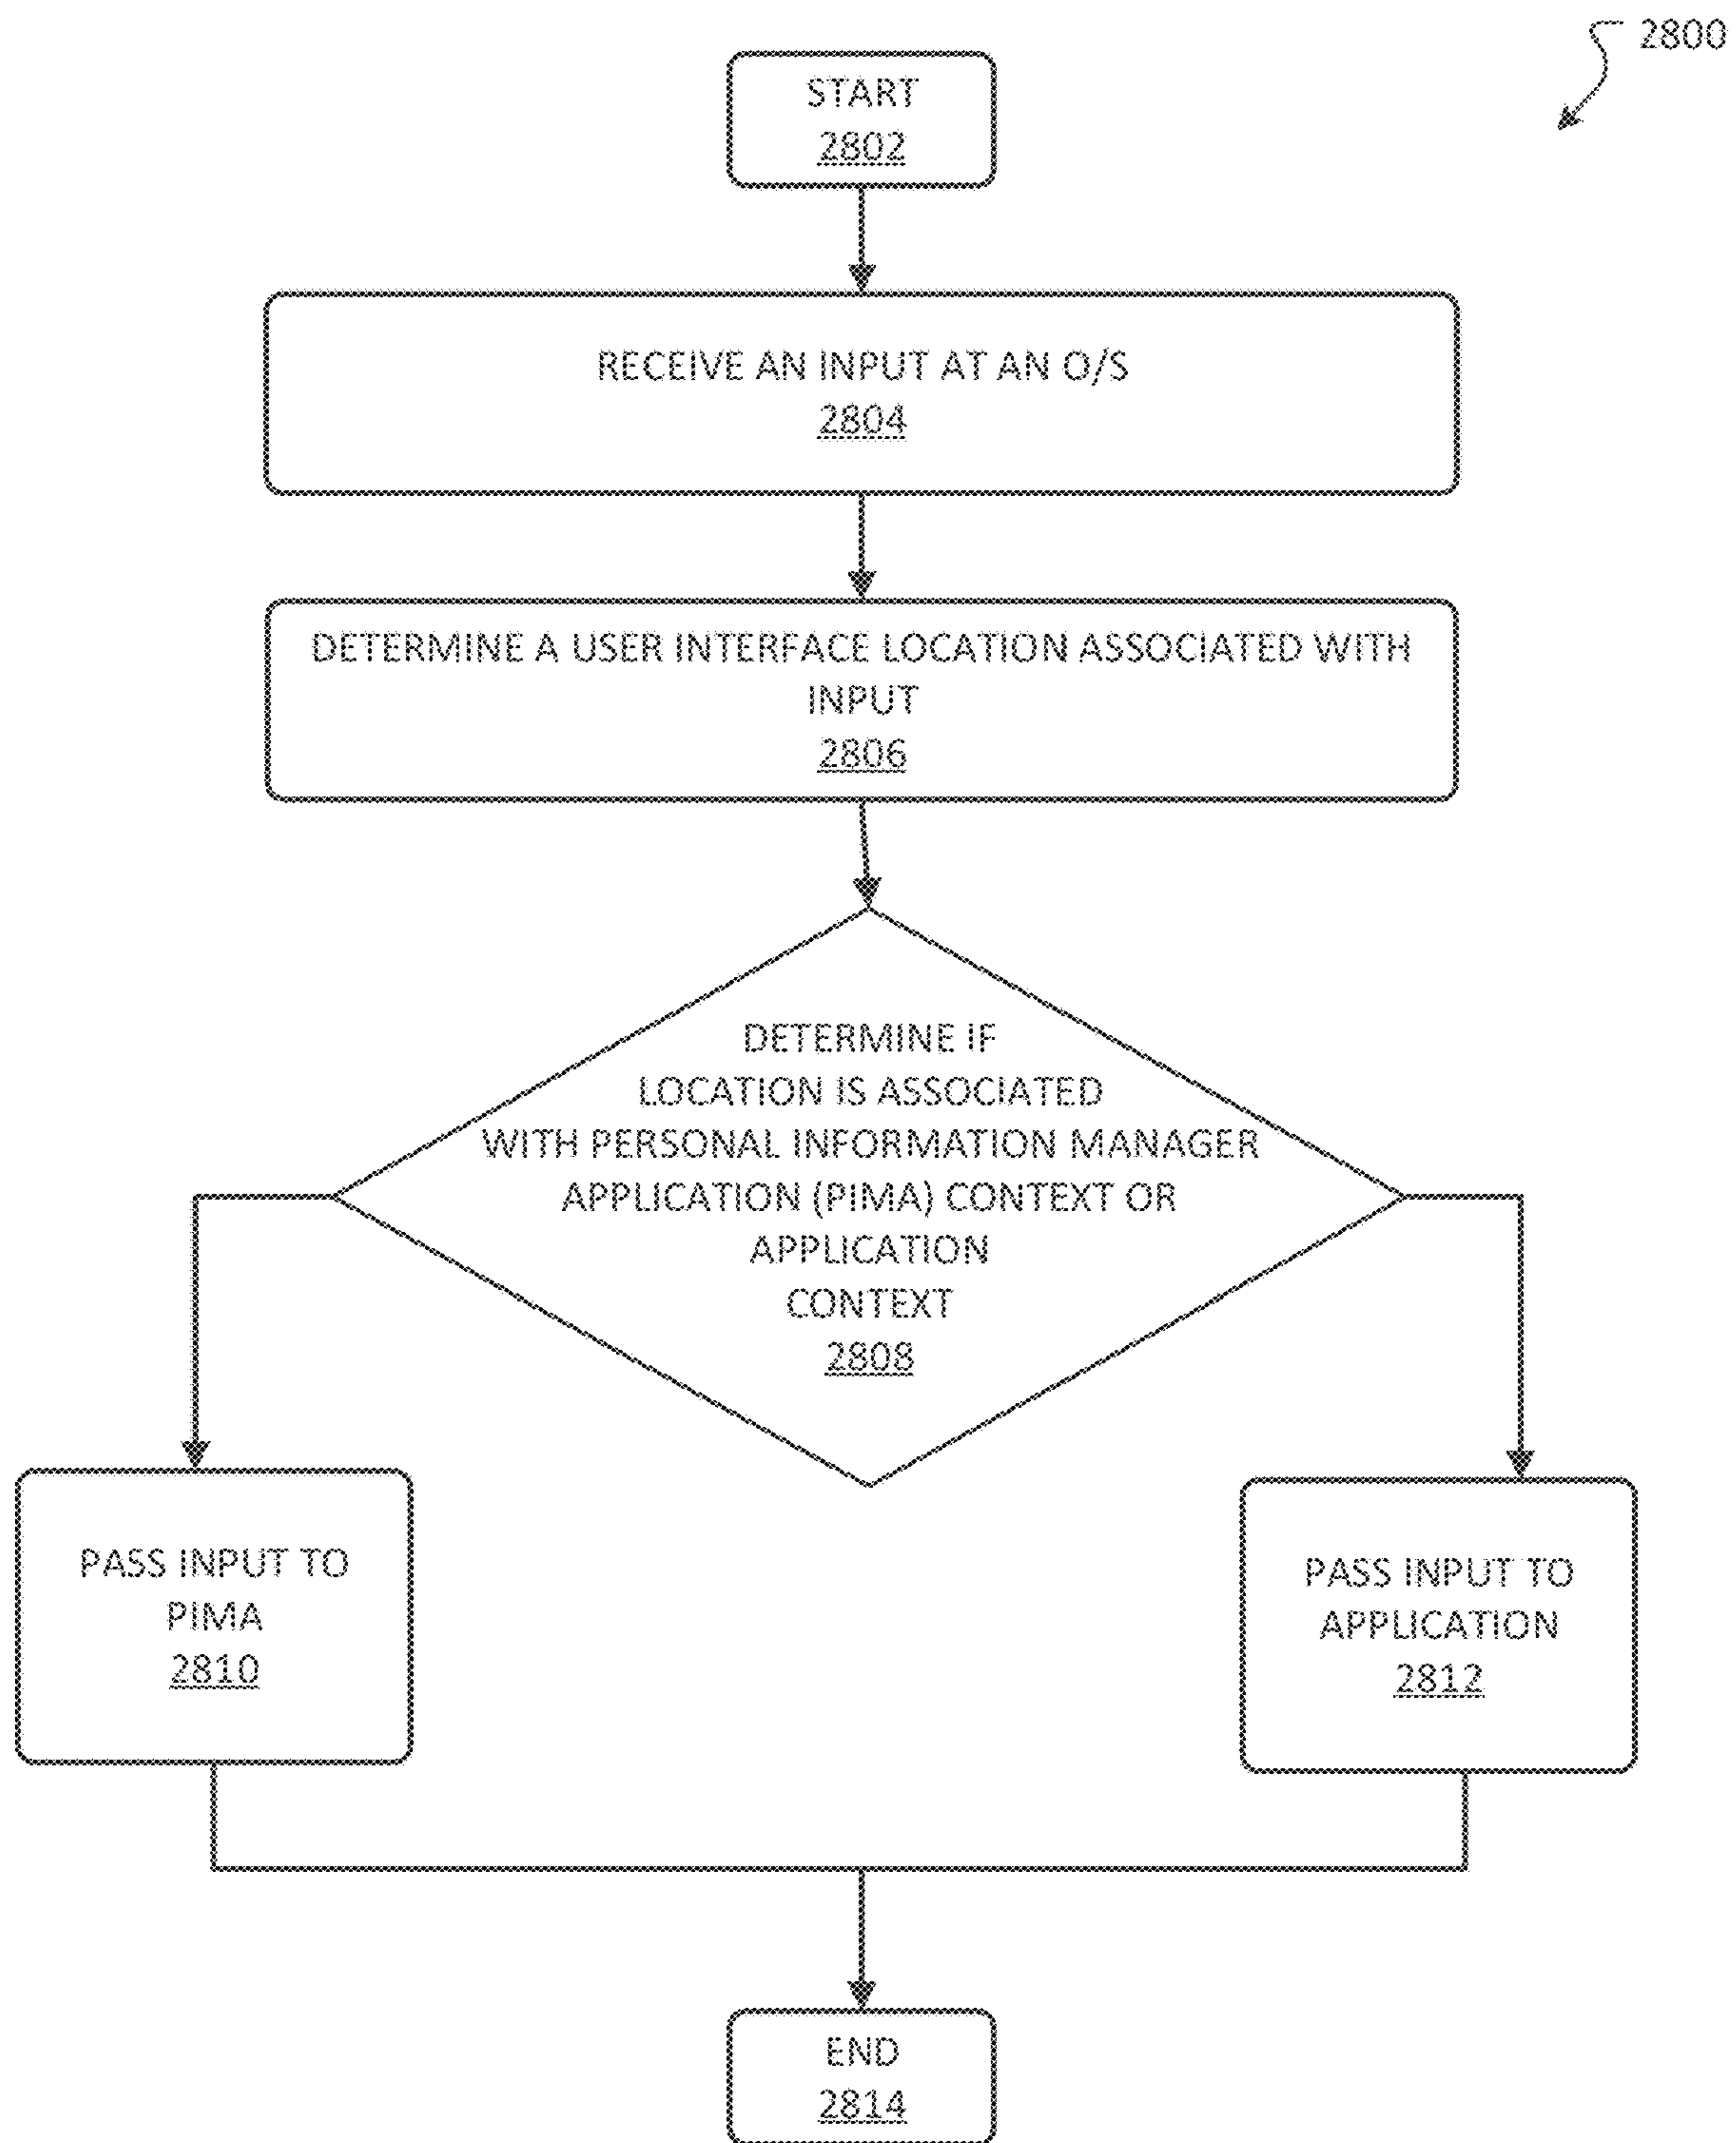 2800
START
2802
RECEIVE AN INPUT AT AN O/S
2804
DETERMINE A USER INTERFACE LOCATION ASSOCIATED WITH
INPUT
2806
DETERMINE IF
LOCATION IS ASSOCIATED
WITH PERSONAL INFORMATION MANAGER
APPLICATION (PIMA) CONTEXT OR
APPLICATION
CONTEXT
2808
PASS INPUT TO
PIMA
2810
PASS INPUT TO
APPLICATION
2812
END
2814